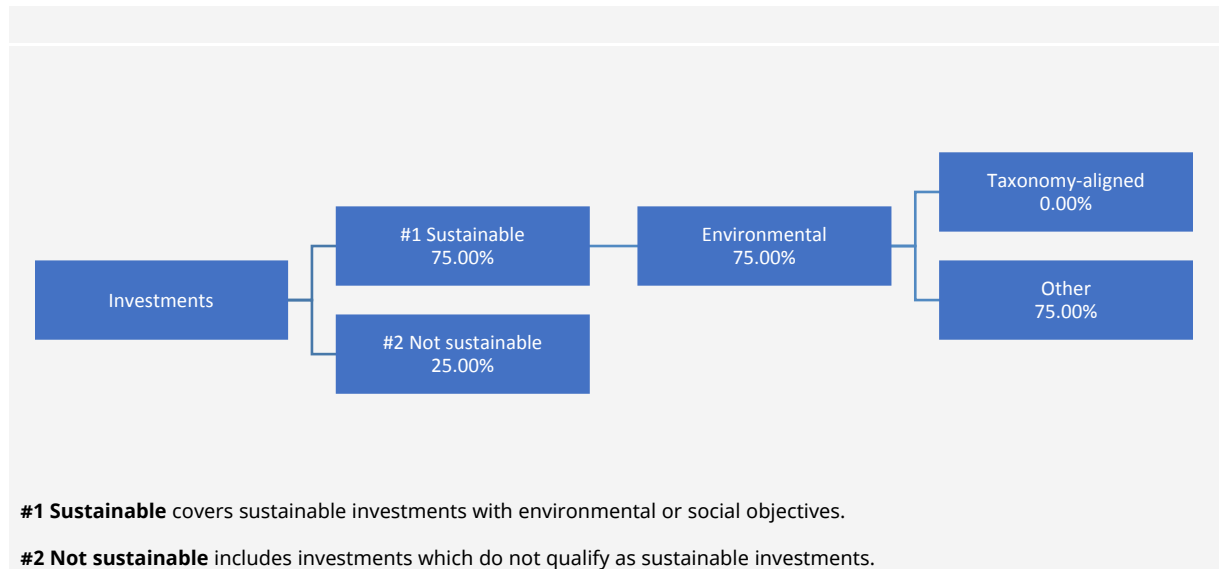 Investments
#1 Sustainable
75.00%
#2 Not sustainable
25.00%
Environmental
75.00%
Taxonomy-aligned
0.00%
Other
75.00%
#1 Sustainable covers sustainable investments with environmental or social objectives.
#2 Not sustainable includes investments which do not qualify as sustainable investments.